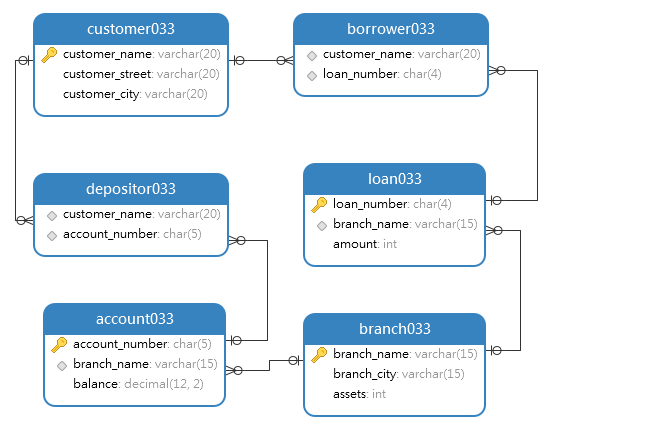 customer033
customer_name: varchar(20)
customer_street: varchar(20)
customer_city: varchar(20)
borrower033
customer_name: varchar(20)
loan_number: char(4)
depositor033
customer_name: varchar(20)
account_number: char(5)
loan033
loan_number: char(4)
branch_name: varchar(15)
amount: int
account033
account_number: char(5)
branch_name: varchar(15)
balance: decimal(12, 2)
branch033
branch_name: varchar(15)
branch_city: varchar(15)
assets: int